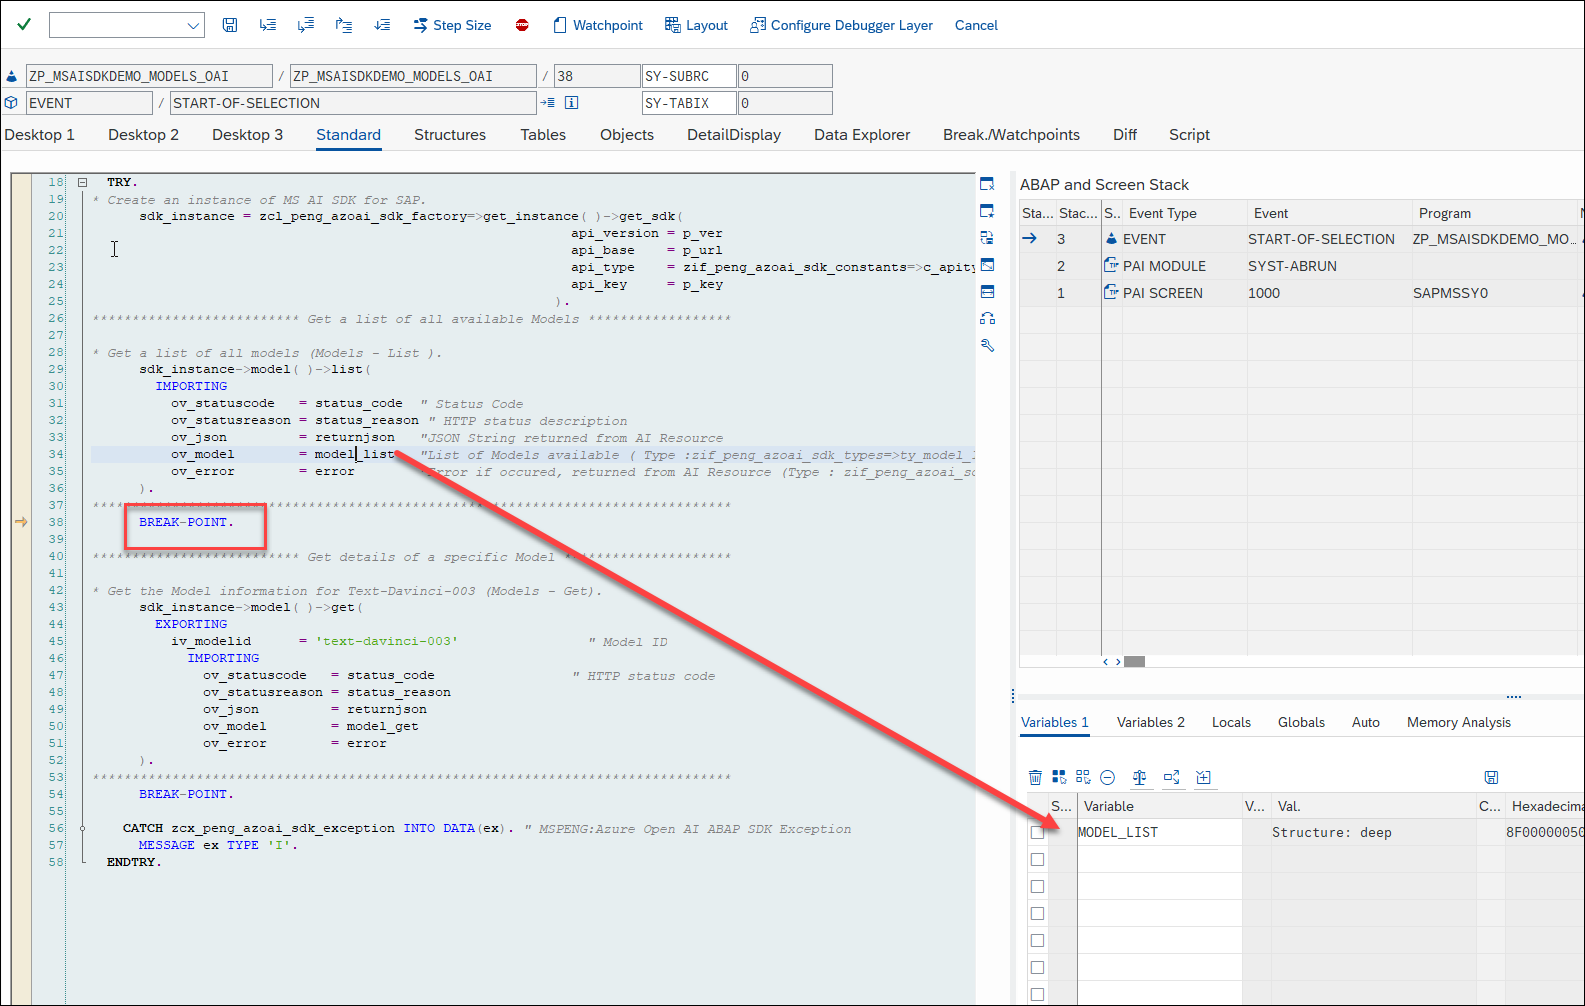 Step Size STOP Watchpoint Layout Configure Debugger Layer Cancel
ZP_MSAISDKDEMO_MODELS_OAI / ZP_MSAISDKDEMO_MODELS_OAI / 38 SY-SUBRC 0
EVENT / START-OF-SELECTION SY-TABIX 0
Desktop 1 Desktop 2 Desktop 3 Standard Structures Tables Objects DetailDisplay Data Explorer Break./Watchpoints Diff Script
18 TRY.
19 * Create an instance of MS AI SDK for SAP.
20 sdk_instance = zcl_peng_azoai_sdk_factory=>get_instance( )->get_sdk(
21 api_version = p_ver
22 api_base = p_url
23 api_type = zif_peng_azoai_sdk_constants=>c_apity
24 api_key = p_key
25 ).
26 ************************** Get a list of all available Models ******************
27
28 * Get a list of all models (Models - List ).
29 sdk_instance->model( )->list(
30 IMPORTING
31 ov_statuscode = status_code " Status Code
32 ov_statusreason = status_reason " HTTP status description
33 ov_json = returnjson "JSON String returned from AI Resource
34 ov_model = model_list "List of Models available ( Type :zif_peng_azoai_sdk_types=>ty_model_l
35 ov_error = error "Error if occured, returned from AI Resource (Type : zif_peng_azoai_sd
36 ).
37 ********************************************************************************
38 BREAK-POINT.
39
40 ************************** Get details of a specific Model *********************
41
42 * Get the Model information for Text-Davinci-003 (Models - Get).
43 sdk_instance->model( )->get(
44 EXPORTING
45 iv_modelid = 'text-davinci-003' " Model ID
46 IMPORTING
47 ov_statuscode = status_code " HTTP status code
48 ov_statusreason = status_reason
49 ov_json = returnjson
50 ov_model = model_get
51 ov_error = error
52 ).
53 ********************************************************************************
54 BREAK-POINT.
55
56 CATCH zcx_peng_azoai_sdk_exception INTO DATA(ex). " MSPENG:Azure Open AI ABAP SDK Exception
57 MESSAGE ex TYPE 'I'.
58 ENDTRY.
ABAP and Screen Stack
Sta... Stac... S.. Event Type Event Program
3 EVENT START-OF-SELECTION ZP_MSAISDKDEMO_MO...
2 PAI MODULE SYST-ABRUN
1 PAI SCREEN 1000 SAPMSSY0
Variables 1 Variables 2 Locals Globals Auto Memory Analysis
S... Variable V... Val. C... Hexadecima
MODEL_LIST Structure: deep 8F00000050